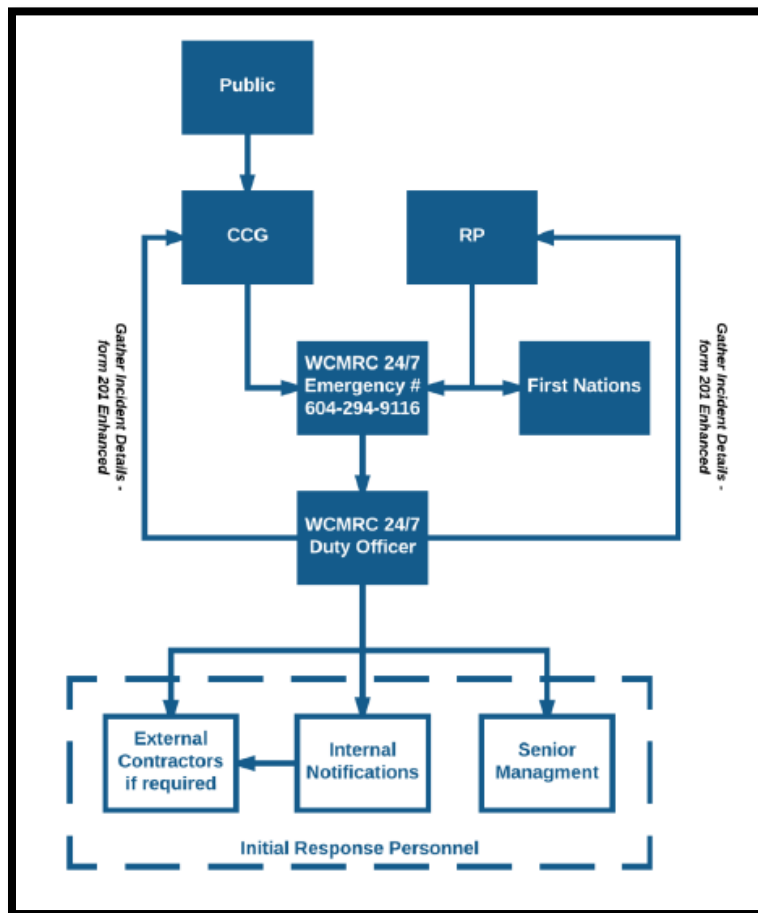 Public
CCG
RP
Gather Incident Details -
form 201 Enhanced
WCMRC 24/7
Emergency #
604-294-9116
First Nations
Gather Incident Details -
form 201 Enhanced
WCMRC 24/7
Duty Officer
External
Contractors
if required
Internal
Notifications
Senior
Managment
Initial Response Personnel